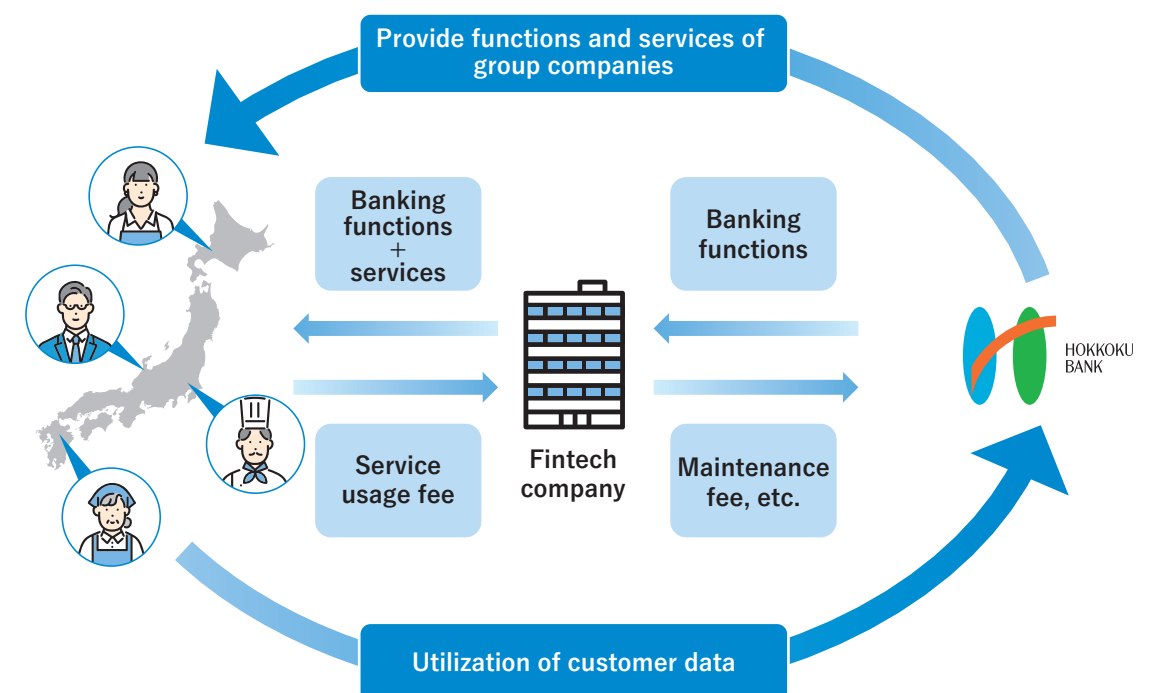 Provide functions and services of
group companies
Banking
functions
+
services
Banking
functions
HOKKOKU
BANK
Service
usage fee
Fintech
company
Maintenance
fee, etc.
Utilization of customer data